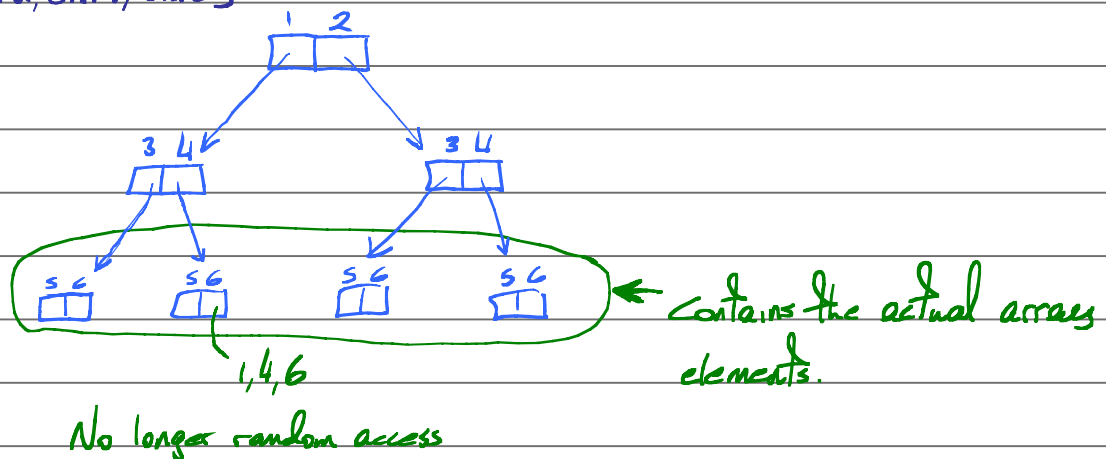 1 2
3 4 3 4
5 6 5 6 5 6 5 6
Contains the actual array
elements.
1,4,6
No longer random access